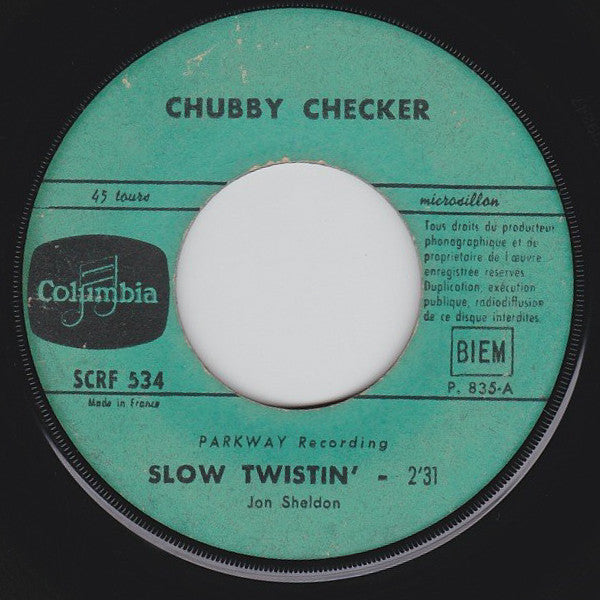 CHUBBY CHECKER
45 tours
microsillon
Tous droits du producteur
phonographique et de
propriétaire de l'œuvre
enregistrée réservés.
Duplication, exécution
publique, radiodiffusion
de ce disque interdites.
Columbia
BIEM
SCRF 534
P. 835-A
Made in France
PARKWAY Recording
SLOW TWISTIN' - 2'31
Jon Sheldon